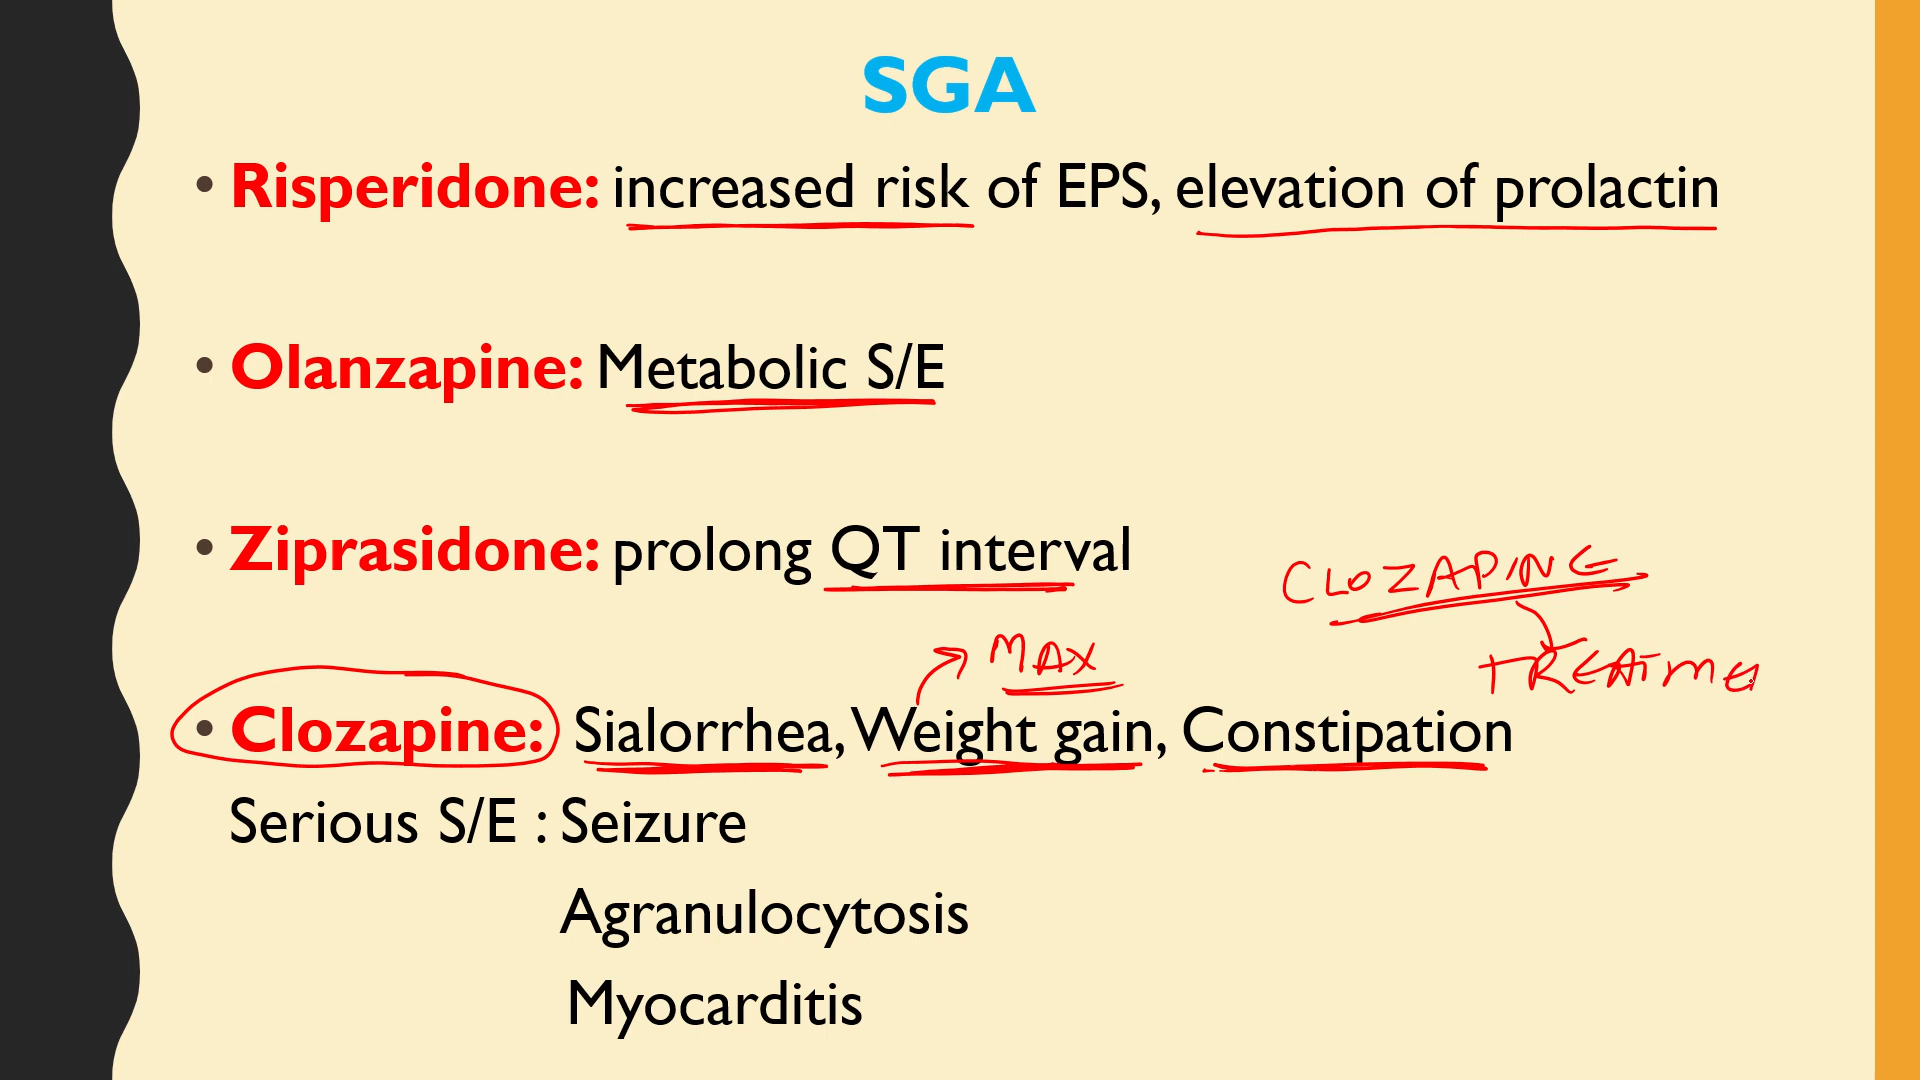 SGA
• Risperidone: increased risk of EPS, elevation of prolactin
• Olanzapine: Metabolic S/E
• Ziprasidone: prolong QT interval
CLOZAPINE
MAX
TREATME
• Clozapine: Sialorrhea, Weight gain, Constipation
Serious S/E : Seizure
Agranulocytosis
Myocarditis